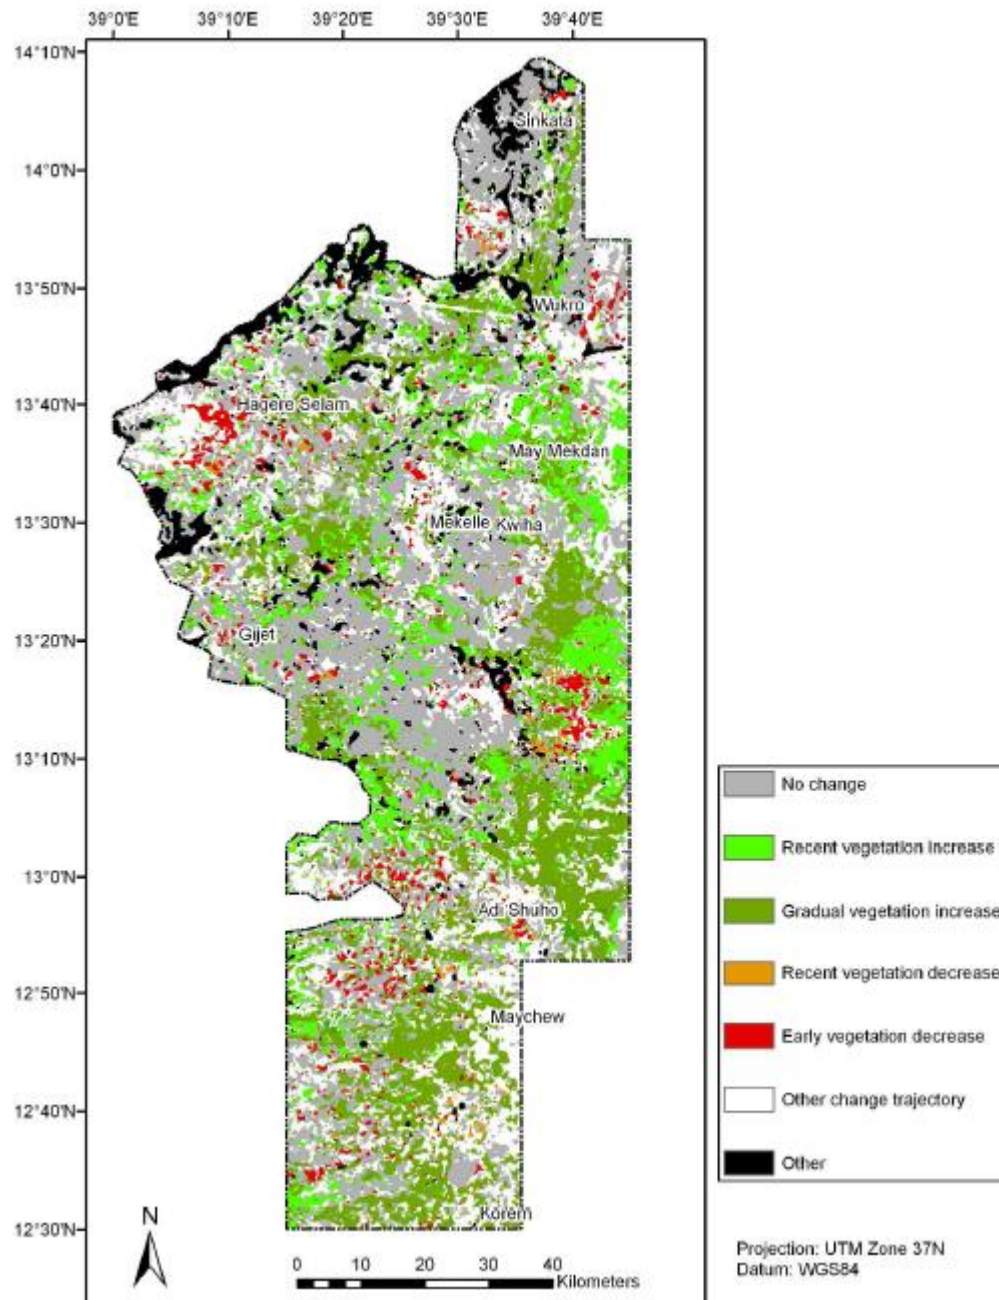 39°0'E 39°10'E 39°20'E 39°30'E 39°40'E
14°10'N
Sinkata
14°0'N
13°50'N
Wukro
13°40'N
Hagere Selam
May Mekdan
13°30'N
Mekelle Kwiha
13°20'N
Gijet
13°10'N
13°0'N
Adi Shuho
12°50'N
Maychew
12°40'N
12°30'N
Korem
N
0 10 20 30 40
Kilometers
No change
Recent vegetation increase
Gradual vegetation increase
Recent vegetation decrease
Early vegetation decrease
Other change trajectory
Other
Projection: UTM Zone 37N
Datum: WGS84